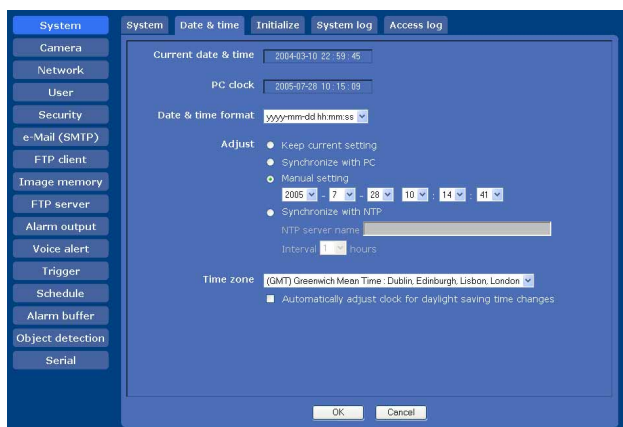 System
Camera
Network
User
Security
e-Mail (SMTP)
FTP client
Image memory
FTP server
Alarm output
Voice alert
Trigger
Schedule
Alarm buffer
Object detection
Serial
System Date & time Initialize System log Access log
Current date & time 2004-03-10 22:59:45
PC clock 2005-07-28 10:15:09
Date & time format yyyy-mm-dd hh:mm:ss
Adjust Keep current setting
Synchronize with PC
Manual setting
2005 - 7 - 28 10 : 14 : 41
Synchronize with NTP
NTP server name
Interval 1 hours
Time zone (GMT) Greenwich Mean Time : Dublin, Edinburgh, Lisbon, London
Automatically adjust clock for daylight saving time changes
OK Cancel